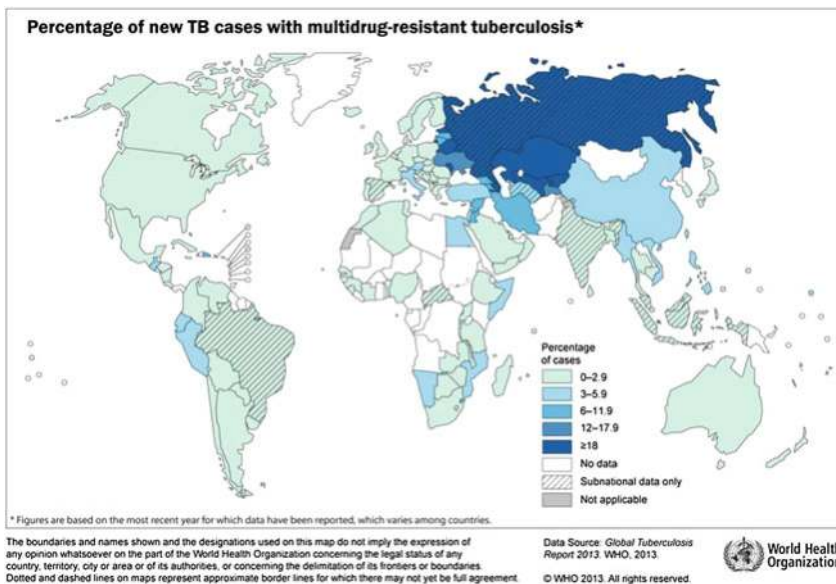 Percentage of new TB cases with multidrug-resistant tuberculosis*
Percentage
of cases
0–2.9
3–5.9
6–11.9
12–17.9
≥18
No data
Subnational data only
Not applicable
* Figures are based on the most recent year for which data have been reported, which varies among countries.
The boundaries and names shown and the designations used on this map do not imply the expression of
any opinion whatsoever on the part of the World Health Organization concerning the legal status of any
country, territory, city or area or of its authorities, or concerning the delimitation of its frontiers or boundaries.
Dotted and dashed lines on maps represent approximate border lines for which there may not yet be full agreement
Data Source: Global Tuberculosis
Report 2013. WHO, 2013.
© WHO 2013. All rights reserved.
World Health
Organization